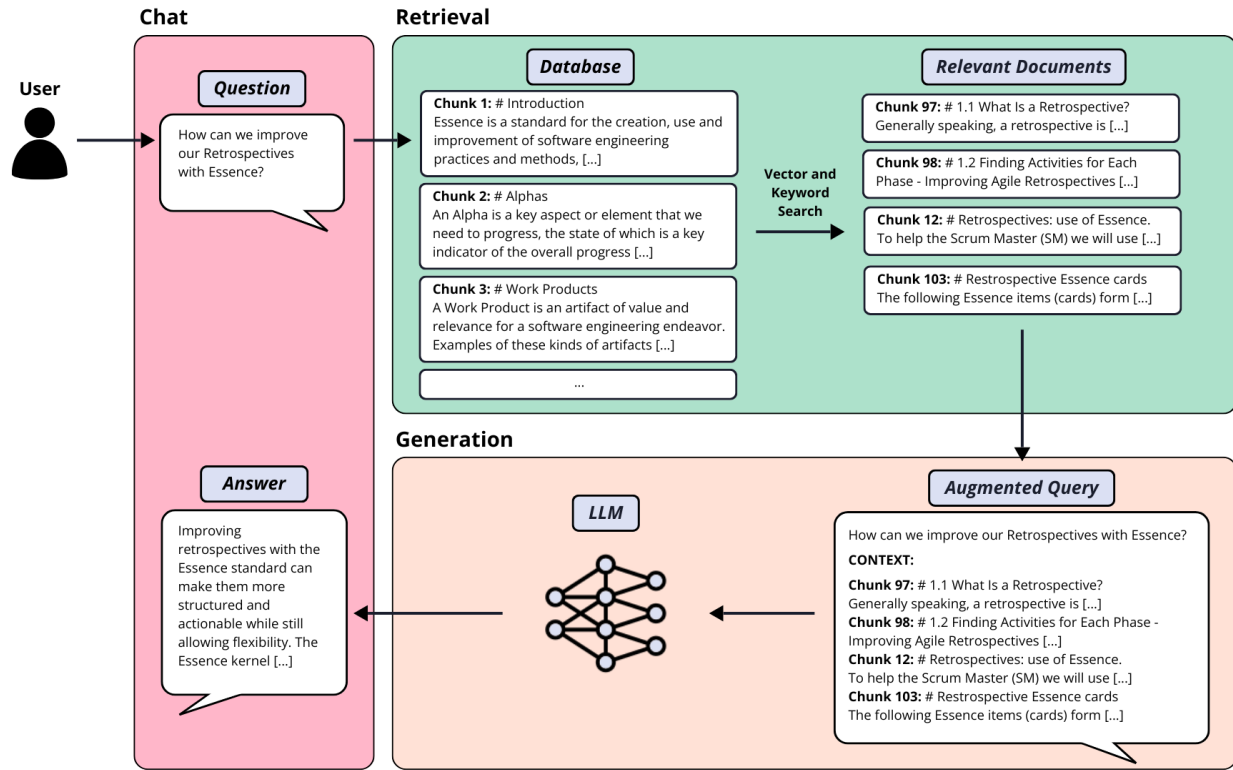 Chat
Retrieval
User
Question
How can we improve
our Retrospectives
with Essence?
Database
Chunk 1: # Introduction
Essence is a standard for the creation, use and
improvement of software engineering
practices and methods, [...]
Chunk 2: # Alphas
An Alpha is a key aspect or element that we
need to progress, the state of which is a key
indicator of the overall progress [...]
Chunk 3: # Work Products
A Work Product is an artifact of value and
relevance for a software engineering endeavor.
Examples of these kinds of artifacts [...]
...
Vector and
Keyword
Search
Relevant Documents
Chunk 97: # 1.1 What Is a Retrospective?
Generally speaking, a retrospective is [...]
Chunk 98: # 1.2 Finding Activities for Each
Phase - Improving Agile Retrospectives [...]
Chunk 12: # Retrospectives: use of Essence.
To help the Scrum Master (SM) we will use [...]
Chunk 103: # Restrospective Essence cards
The following Essence items (cards) form [...]
Generation
Augmented Query
How can we improve our Retrospectives with Essence?
CONTEXT:
Chunk 97: # 1.1 What Is a Retrospective?
Generally speaking, a retrospective is [...]
Chunk 98: # 1.2 Finding Activities for Each Phase -
Improving Agile Retrospectives [...]
Chunk 12: # Retrospectives: use of Essence.
To help the Scrum Master (SM) we will use [...]
Chunk 103: # Restrospective Essence cards
The following Essence items (cards) form [...]
LLM
Answer
Improving
retrospectives with the
Essence standard can
make them more
structured and
actionable while still
allowing flexibility. The
Essence kernel [...]